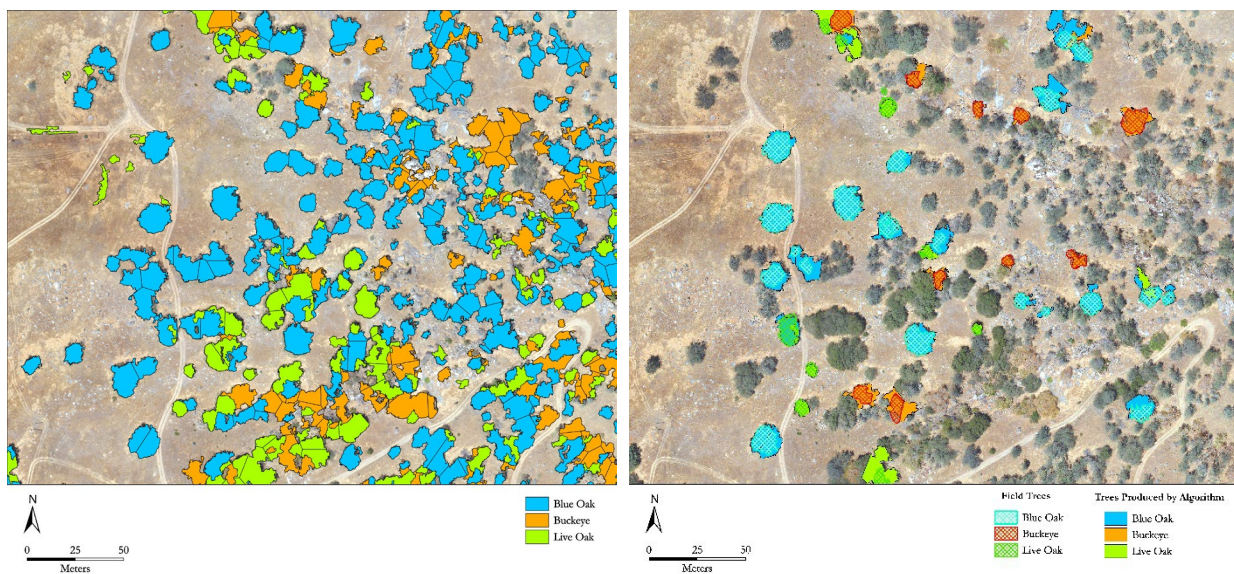 N
0 25 50
Meters
Blue Oak
Buckeye
Live Oak
N
0 25 50
Meters
Field Trees
Blue Oak
Buckeye
Live Oak
Trees Produced by Algorithm
Blue Oak
Buckeye
Live Oak